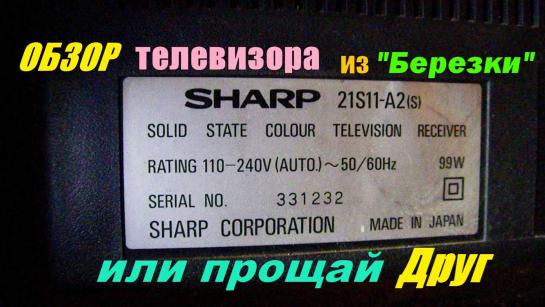 ОБЗОР телевизора из "Березки"
SHARP 21S11-A2(S)
SOLID STATE COLOUR TELEVISION RECEIVER
RATING 110–240V (AUTO.)~50/60Hz 99W
SERIAL NO. 331232
SHARP CORPORATION MADE IN JAPAN
или прощай Друг